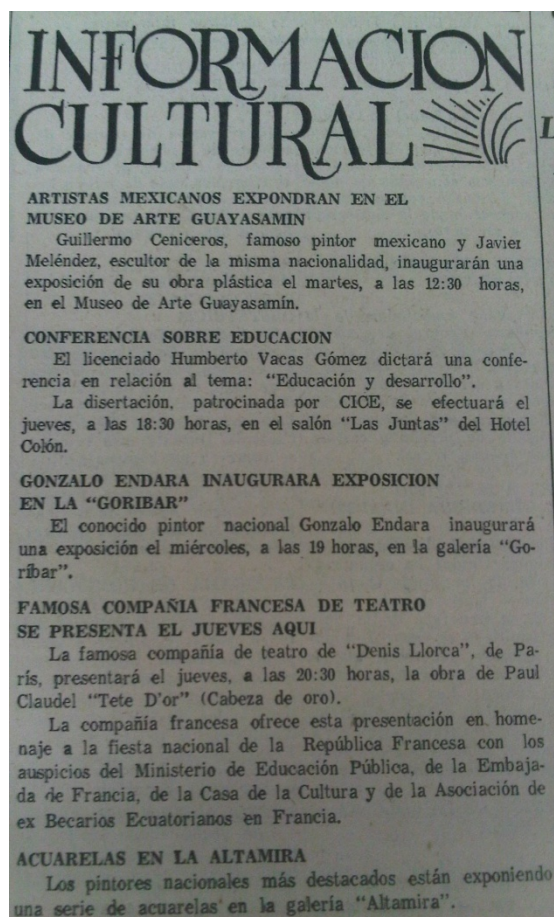 INFORMACION
CULTURAL
ARTISTAS MEXICANOS EXPONDRAN EN EL
MUSEO DE ARTE GUAYASAMIN
Guillermo Ceniceros, famoso pintor mexicano y Javier
Meléndez, escultor de la misma nacionalidad, inaugurarán una
exposición de su obra plástica el martes, a las 12:30 horas,
en el Museo de Arte Guayasamín.
CONFERENCIA SOBRE EDUCACION
El licenciado Humberto Vacas Gómez dictará una confe-
rencia en relación al tema: "Educación y desarrollo".
La disertación, patrocinada por CICE, se efectuará el
jueves, a las 18:30 horas, en el salón "Las Juntas" del Hotel
Colón.
GONZALO ENDARA INAUGURARA EXPOSICION
EN LA "GORIBAR"
El conocido pintor nacional Gonzalo Endara inaugurará
una exposición el miércoles, a las 19 horas, en la galería "Go-
ríbar".
FAMOSA COMPAÑIA FRANCESA DE TEATRO
SE PRESENTA EL JUEVES AQUI
La famosa compañía de teatro de "Denis Llorca", de Pa-
rís, presentará el jueves, a las 20:30 horas, la obra de Paul
Claudel "Tete D'or" (Cabeza de oro).
La compañía francesa ofrece esta presentación en home-
naje a la fiesta nacional de la República Francesa con los
auspicios del Ministerio de Educación Pública, de la Embaja-
da de Francia, de la Casa de la Cultura y de la Asociación de
ex Becarios Ecuatorianos en Francia.
ACUARELAS EN LA ALTAMIRA
Los pintores nacionales más destacados están exponiendo
una serie de acuarelas en la galería "Altamira".